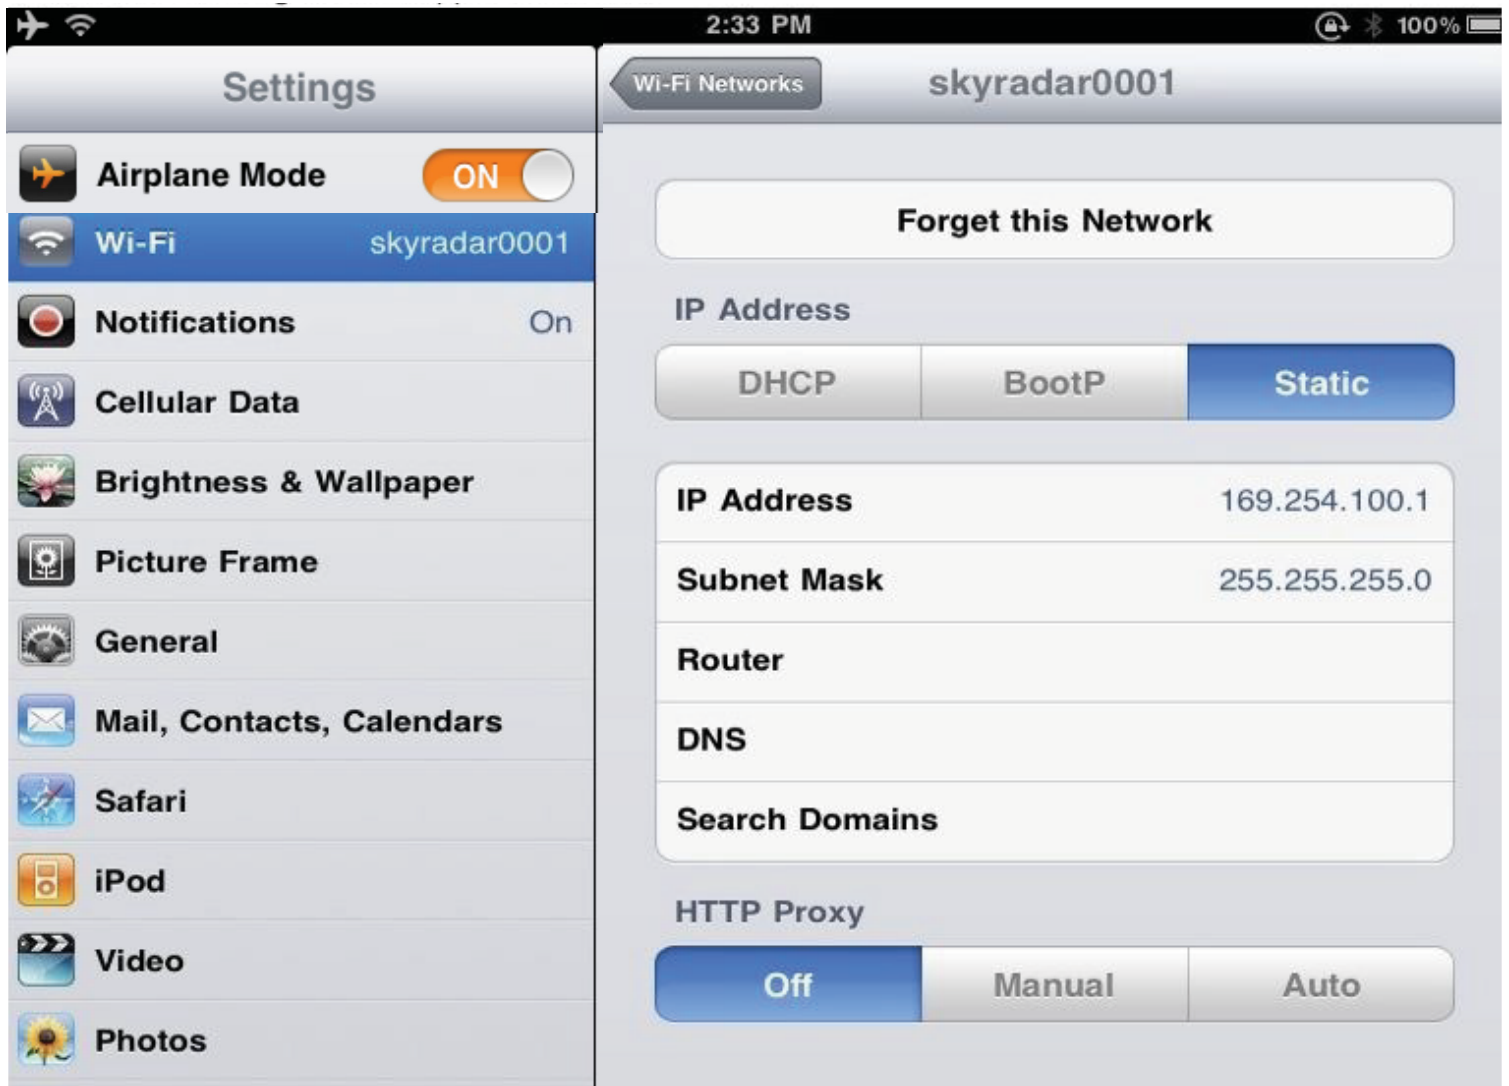 2:33 PM
100%
Settings
Airplane Mode ON
Wi-Fi skyradar0001
Notifications On
Cellular Data
Brightness & Wallpaper
Picture Frame
General
Mail, Contacts, Calendars
Safari
iPod
Video
Photos
Wi-Fi Networks skyradar0001
Forget this Network
IP Address
DHCP BootP Static
IP Address 169.254.100.1
Subnet Mask 255.255.255.0
Router
DNS
Search Domains
HTTP Proxy
Off Manual Auto